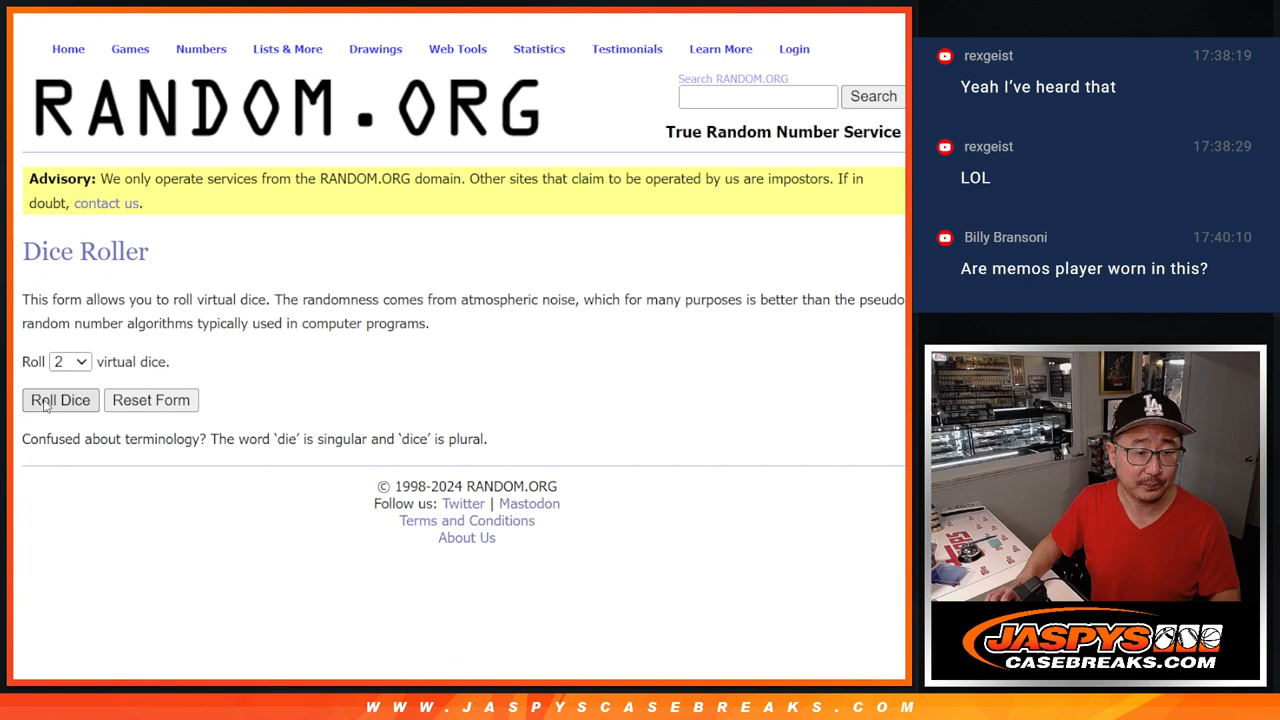 Home Games Numbers Lists & More Drawings Web Tools Statistics Testimonials Learn More Login
RANDOM.ORG
Search RANDOM.ORG
Search
True Random Number Service
Advisory: We only operate services from the RANDOM.ORG domain. Other sites that claim to be operated by us are impostors. If in
doubt, contact us.
Dice Roller
This form allows you to roll virtual dice. The randomness comes from atmospheric noise, which for many purposes is better than the pseudo
random number algorithms typically used in computer programs.
Roll 2 virtual dice.
Roll Dice Reset Form
Confused about terminology? The word ‘die’ is singular and ‘dice’ is plural.
© 1998-2024 RANDOM.ORG
Follow us: Twitter | Mastodon
Terms and Conditions
About Us
rexgeist 17:38:19
Yeah I’ve heard that
rexgeist 17:38:29
LOL
Billy Bransoni 17:40:10
Are memos player worn in this?
LA
JASPYS
CASEBREAKS.COM
WWW.JASPYSCASEBREAKS.COM